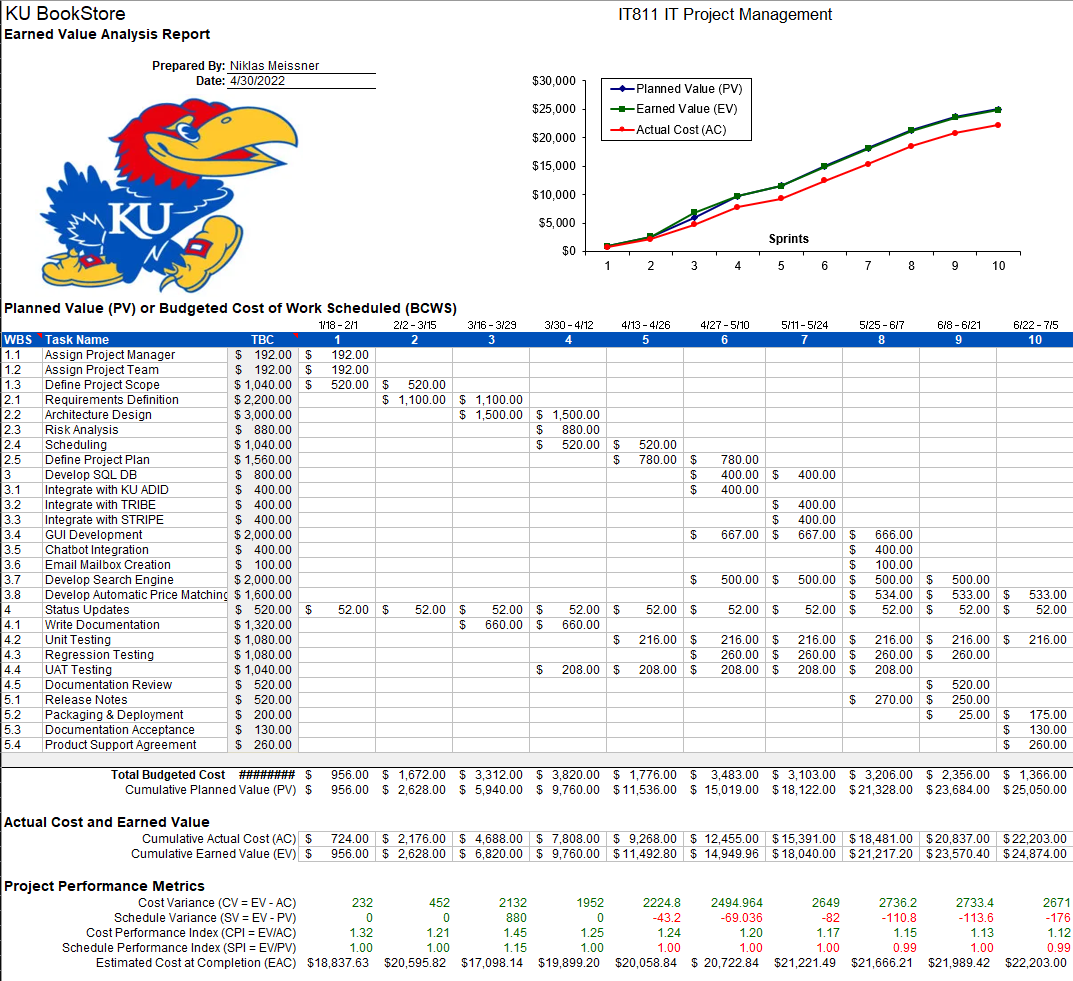 KU BookStore
IT811 IT Project Management
Earned Value Analysis Report
Prepared By: Niklas Meissner
Date: 4/30/2022
KU
$30,000
$25,000
$20,000
$15,000
$10,000
$5,000
$0
Planned Value (PV)
Earned Value (EV)
Actual Cost (AC)
Sprints
1 2 3 4 5 6 7 8 9 10
Planned Value (PV) or Budgeted Cost of Work Scheduled (BCWS)
1/18 - 2/1 2/2 - 3/15 3/16 - 3/29 3/30 - 4/12 4/13 - 4/26 4/27 - 5/10 5/11 - 5/24 5/25 - 6/7 6/8 - 6/21 6/22 - 7/5
WBS Task Name TBC 1 2 3 4 5 6 7 8 9 10
1.1 Assign Project Manager $ 192.00 $ 192.00
1.2 Assign Project Team $ 192.00 $ 192.00
1.3 Define Project Scope $ 1,040.00 $ 520.00 $ 520.00
2.1 Requirements Definition $ 2,200.00 $ 1,100.00 $ 1,100.00
2.2 Architecture Design $ 3,000.00 $ 1,500.00 $ 1,500.00
2.3 Risk Analysis $ 880.00 $ 880.00
2.4 Scheduling $ 1,040.00 $ 520.00 $ 520.00
2.5 Define Project Plan $ 1,560.00 $ 780.00 $ 780.00
3 Develop SQL DB $ 800.00 $ 400.00 $ 400.00
3.1 Integrate with KU ADID $ 400.00 $ 400.00
3.2 Integrate with TRIBE $ 400.00 $ 400.00
3.3 Integrate with STRIPE $ 400.00 $ 400.00
3.4 GUI Development $ 2,000.00 $ 667.00 $ 667.00 $ 666.00
3.5 Chatbot Integration $ 400.00 $ 400.00
3.6 Email Mailbox Creation $ 100.00 $ 100.00
3.7 Develop Search Engine $ 2,000.00 $ 500.00 $ 500.00 $ 500.00 $ 500.00
3.8 Develop Automatic Price Matching $ 1,600.00 $ 534.00 $ 533.00 $ 533.00
4 Status Updates $ 520.00 $ 52.00 $ 52.00 $ 52.00 $ 52.00 $ 52.00 $ 52.00 $ 52.00 $ 52.00 $ 52.00 $ 52.00
4.1 Write Documentation $ 1,320.00 $ 660.00 $ 660.00
4.2 Unit Testing $ 1,080.00 $ 216.00 $ 216.00 $ 216.00 $ 216.00 $ 216.00 $ 216.00
4.3 Regression Testing $ 1,080.00 $ 260.00 $ 260.00 $ 260.00 $ 260.00
4.4 UAT Testing $ 1,040.00 $ 208.00 $ 208.00 $ 208.00 $ 208.00 $ 208.00
4.5 Documentation Review $ 520.00 $ 520.00
5.1 Release Notes $ 520.00 $ 270.00 $ 250.00
5.2 Packaging & Deployment $ 200.00 $ 25.00 $ 175.00
5.3 Documentation Acceptance $ 130.00 $ 130.00
5.4 Product Support Agreement $ 260.00 $ 260.00
Total Budgeted Cost ######## $ 956.00 $ 1,672.00 $ 3,312.00 $ 3,820.00 $ 1,776.00 $ 3,483.00 $ 3,103.00 $ 3,206.00 $ 2,356.00 $ 1,366.00
Cumulative Planned Value (PV) $ 956.00 $ 2,628.00 $ 5,940.00 $ 9,760.00 $ 11,536.00 $ 15,019.00 $ 18,122.00 $ 21,328.00 $ 23,684.00 $ 25,050.00
Actual Cost and Earned Value
Cumulative Actual Cost (AC) $ 724.00 $ 2,176.00 $ 4,688.00 $ 7,808.00 $ 9,268.00 $ 12,455.00 $ 15,391.00 $ 18,481.00 $ 20,837.00 $ 22,203.00
Cumulative Earned Value (EV) $ 956.00 $ 2,628.00 $ 6,820.00 $ 9,760.00 $ 11,492.80 $ 14,949.96 $ 18,040.00 $ 21,217.20 $ 23,570.40 $ 24,874.00
Project Performance Metrics
Cost Variance (CV = EV - AC) 232 452 2132 1952 2224.8 2494.964 2649 2736.2 2733.4 2671
Schedule Variance (SV = EV - PV) 0 0 880 0 -43.2 -69.036 -82 -110.8 -113.6 -176
Cost Performance Index (CPI = EV/AC) 1.32 1.21 1.45 1.25 1.24 1.20 1.17 1.15 1.13 1.12
Schedule Performance Index (SPI = EV/PV) 1.00 1.00 1.15 1.00 1.00 1.00 1.00 0.99 1.00 0.99
Estimated Cost at Completion (EAC) $18,837.63 $20,595.82 $17,098.14 $19,899.20 $20,058.84 $ 20,722.84 $21,221.49 $21,666.21 $21,989.42 $22,203.00